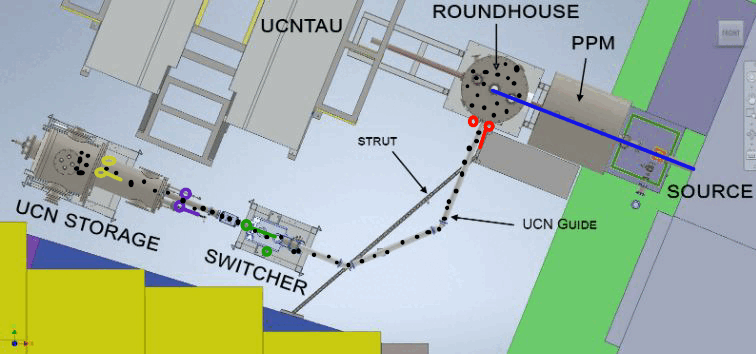 ROUNDHOUSE
UCNTAU
PPM
FRONT
STRUT
SOURCE
UCN STORAGE
UCN GUIDE
SWITCHER